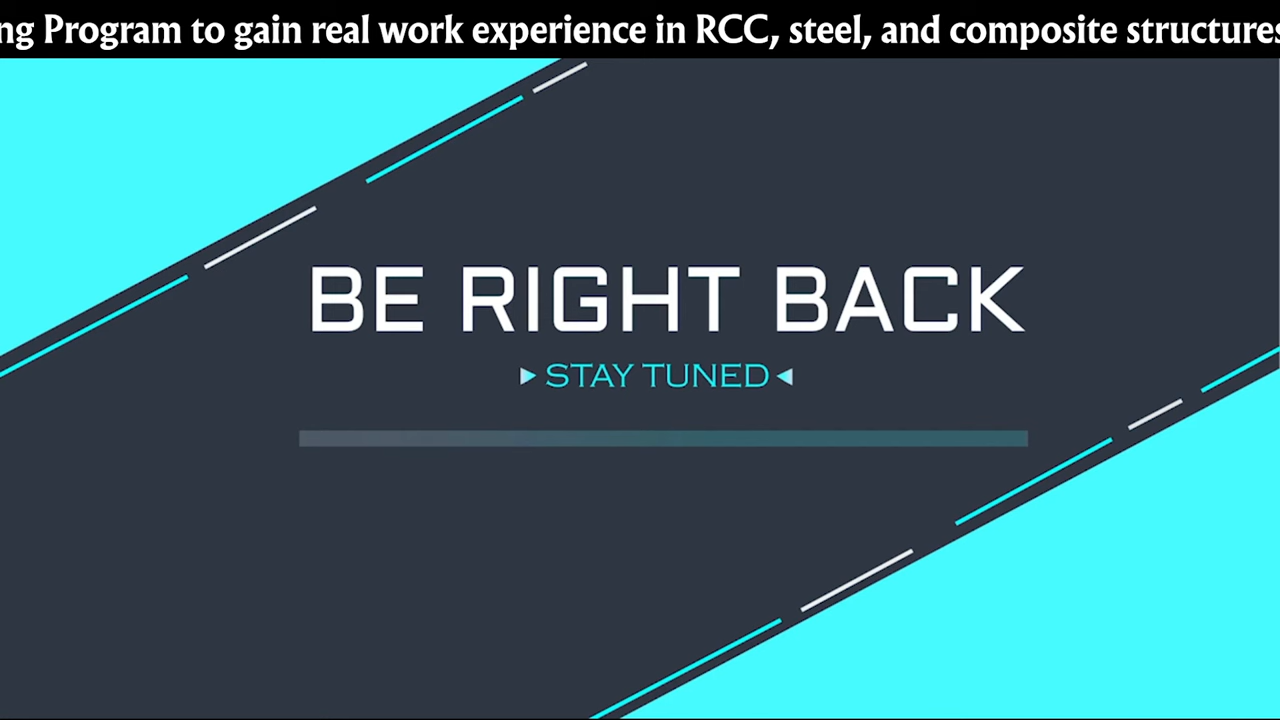 ng Program to gain real work experience in RCC, steel, and composite structures
BE RIGHT BACK
STAY TUNED